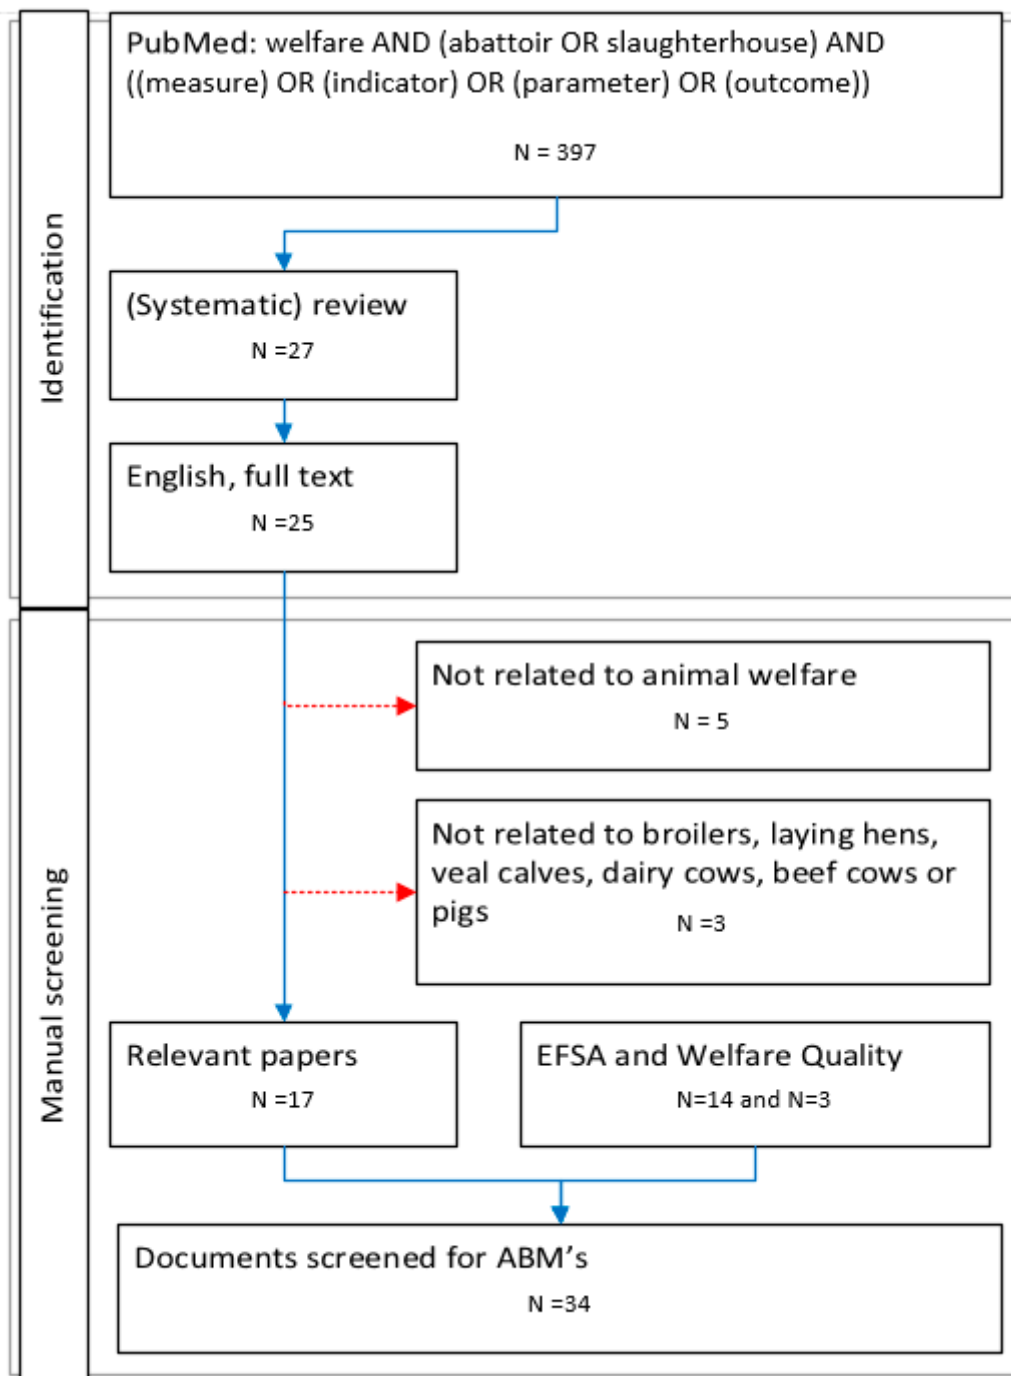 Identification
PubMed: welfare AND (abattoir OR slaughterhouse) AND
((measure) OR (indicator) OR (parameter) OR (outcome))
N = 397
(Systematic) review
N =27
English, full text
N =25
Manual screening
Not related to animal welfare
N = 5
Not related to broilers, laying hens,
veal calves, dairy cows, beef cows or
pigs
N =3
Relevant papers
N =17
EFSA and Welfare Quality
N=14 and N=3
Documents screened for ABM's
N =34